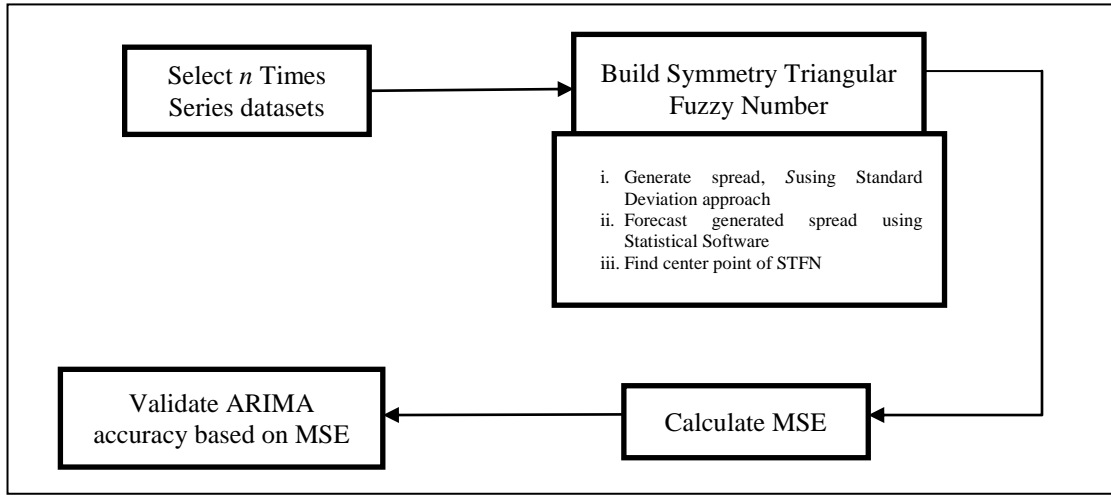 Select n Times
Series datasets
Build Symmetry Triangular
Fuzzy Number
i. Generate spread, Susing Standard
Deviation approach
ii. Forecast generated spread using
Statistical Software
iii. Find center point of STFN
Validate ARIMA
accuracy based on MSE
Calculate MSE